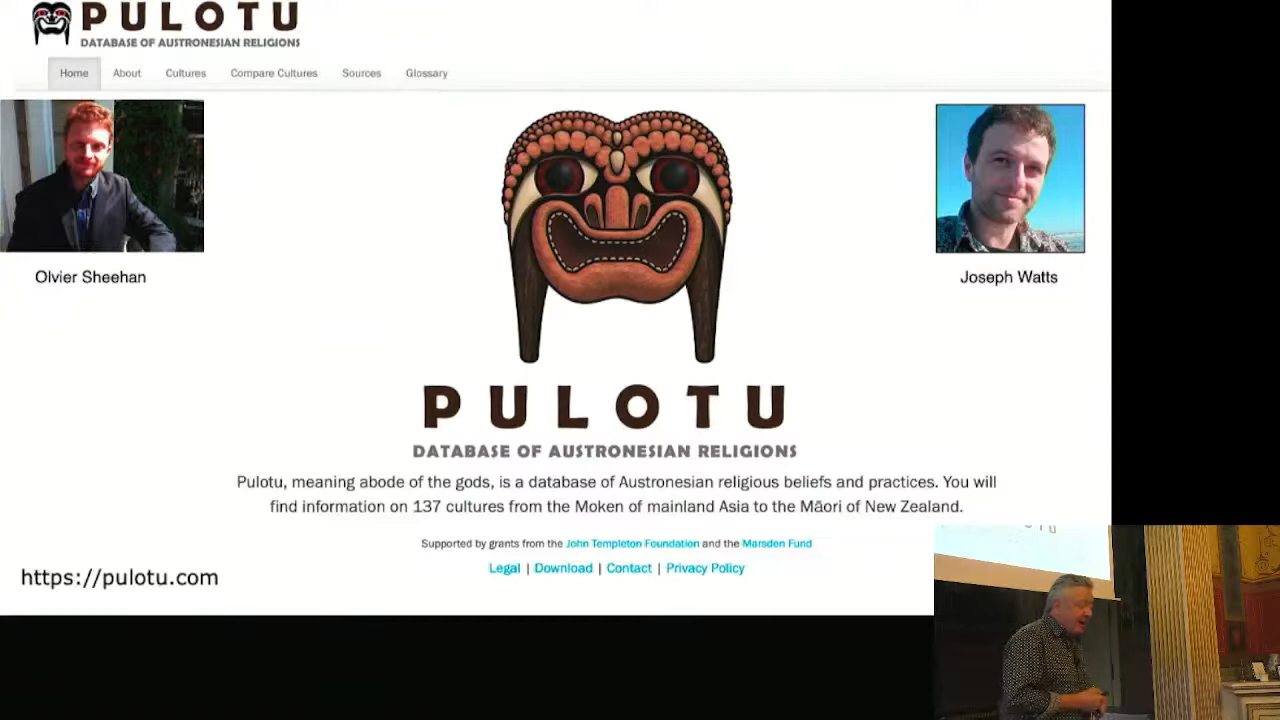 PULOTU
DATABASE OF AUSTRONESIAN RELIGIONS
Home About Cultures Compare Cultures Sources Glossary
Olvier Sheehan
Joseph Watts
PULOTU
DATABASE OF AUSTRONESIAN RELIGIONS
Pulotu, meaning abode of the gods, is a database of Austronesian religious beliefs and practices. You will
find information on 137 cultures from the Moken of mainland Asia to the Māori of New Zealand.
Supported by grants from the John Templeton Foundation and the Marsden Fund
Legal | Download | Contact | Privacy Policy
https://pulotu.com